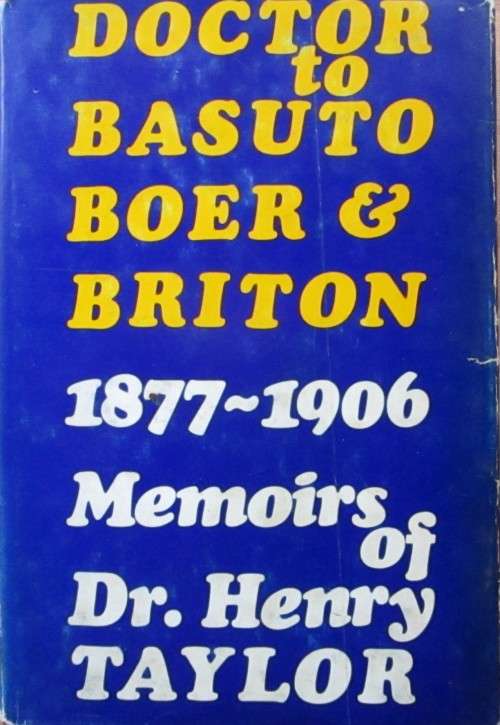 DOCTOR
to
BASUTO
BOER &
BRITON
1877~1906
Memoirs
of
Dr. Henry
TAYLOR